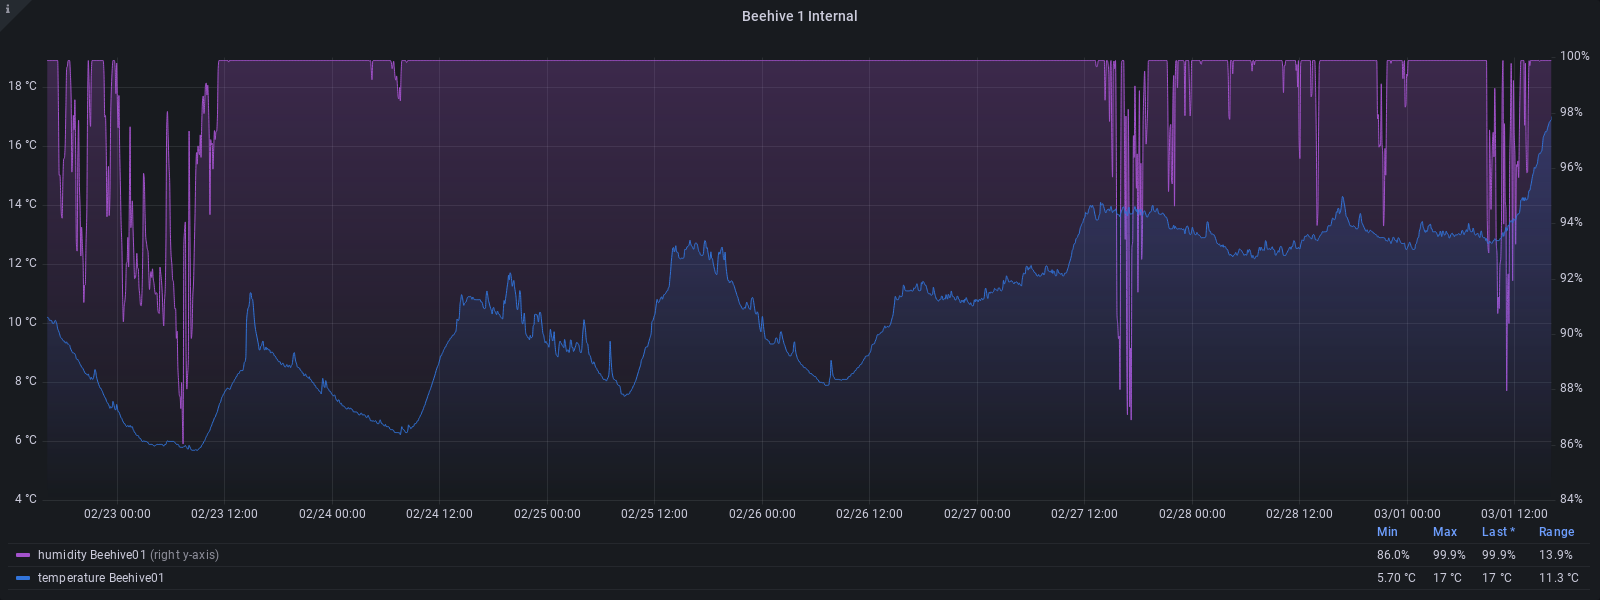 i
Beehive 1 Internal
100%
18 °C
98%
16 °C
96%
14 °C
94%
12 °C
92%
10 °C
90%
8 °C
88%
6 °C
86%
4 °C
84%
02/23 00:00 02/23 12:00 02/24 00:00 02/24 12:00 02/25 00:00 02/25 12:00 02/26 00:00 02/26 12:00 02/27 00:00 02/27 12:00 02/28 00:00 02/28 12:00 03/01 00:00 03/01 12:00
Min Max Last * Range
humidity Beehive01 (right y-axis) 86.0% 99.9% 99.9% 13.9%
temperature Beehive01 5.70 °C 17 °C 17 °C 11.3 °C